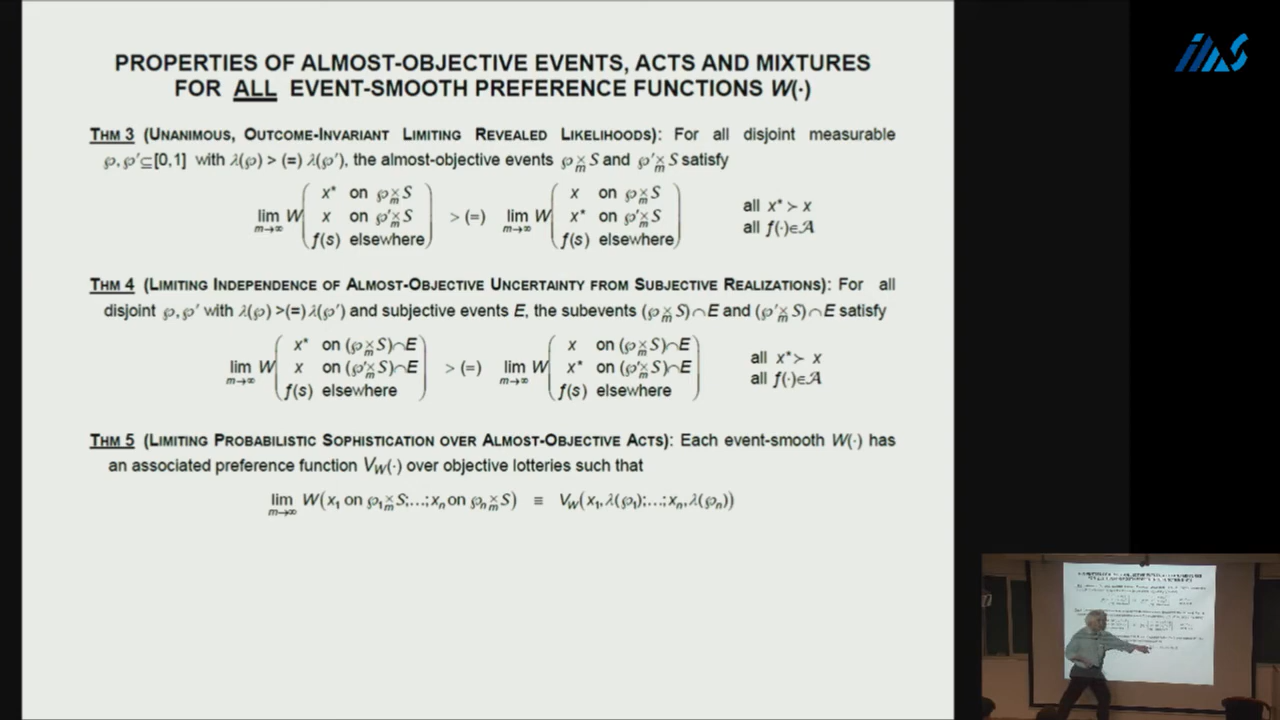 PROPERTIES OF ALMOST-OBJECTIVE EVENTS, ACTS AND MIXTURES
FOR ALL EVENT-SMOOTH PREFERENCE FUNCTIONS W(·)
THM 3 (UNANIMOUS, OUTCOME-INVARIANT LIMITING REVEALED LIKELIHOODS): For all disjoint measurable
℘,℘′⊆[0,1] with λ(℘) > (=) λ(℘′), the almost-objective events ℘×ₘS and ℘′×ₘS satisfy
x* on ℘×ₘS x on ℘×ₘS
lim m→∞ W x on ℘′×ₘS > (=) lim m→∞ W x* on ℘′×ₘS all x* ≻ x
f(s) elsewhere f(s) elsewhere all f(·)∈𝒜
THM 4 (LIMITING INDEPENDENCE OF ALMOST-OBJECTIVE UNCERTAINTY FROM SUBJECTIVE REALIZATIONS): For all
disjoint ℘,℘′ with λ(℘) >(=) λ(℘′) and subjective events E, the subevents (℘×ₘS)∩E and (℘′×ₘS)∩E satisfy
x* on (℘×ₘS)∩E x on (℘×ₘS)∩E
lim m→∞ W x on (℘′×ₘS)∩E > (=) lim m→∞ W x* on (℘′×ₘS)∩E all x* ≻ x
f(s) elsewhere f(s) elsewhere all f(·)∈𝒜
THM 5 (LIMITING PROBABILISTIC SOPHISTICATION OVER ALMOST-OBJECTIVE ACTS): Each event-smooth W(·) has
an associated preference function V_W(·) over objective lotteries such that
lim m→∞ W(x₁ on ℘₁×ₘS;…;xₙ on ℘ₙ×ₘS) ≡ V_W(x₁,λ(℘₁);…;xₙ,λ(℘ₙ))